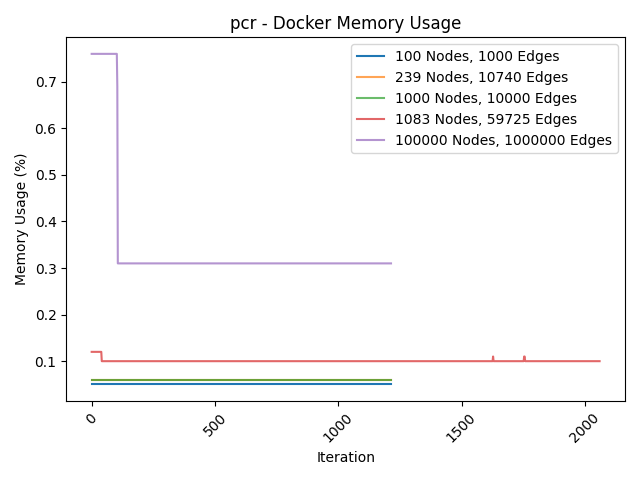 pcr - Docker Memory Usage
100 Nodes, 1000 Edges
239 Nodes, 10740 Edges
1000 Nodes, 10000 Edges
1083 Nodes, 59725 Edges
100000 Nodes, 1000000 Edges
Memory Usage (%)
0.7
0.6
0.5
0.4
0.3
0.2
0.1
0
500
1000
1500
2000
Iteration